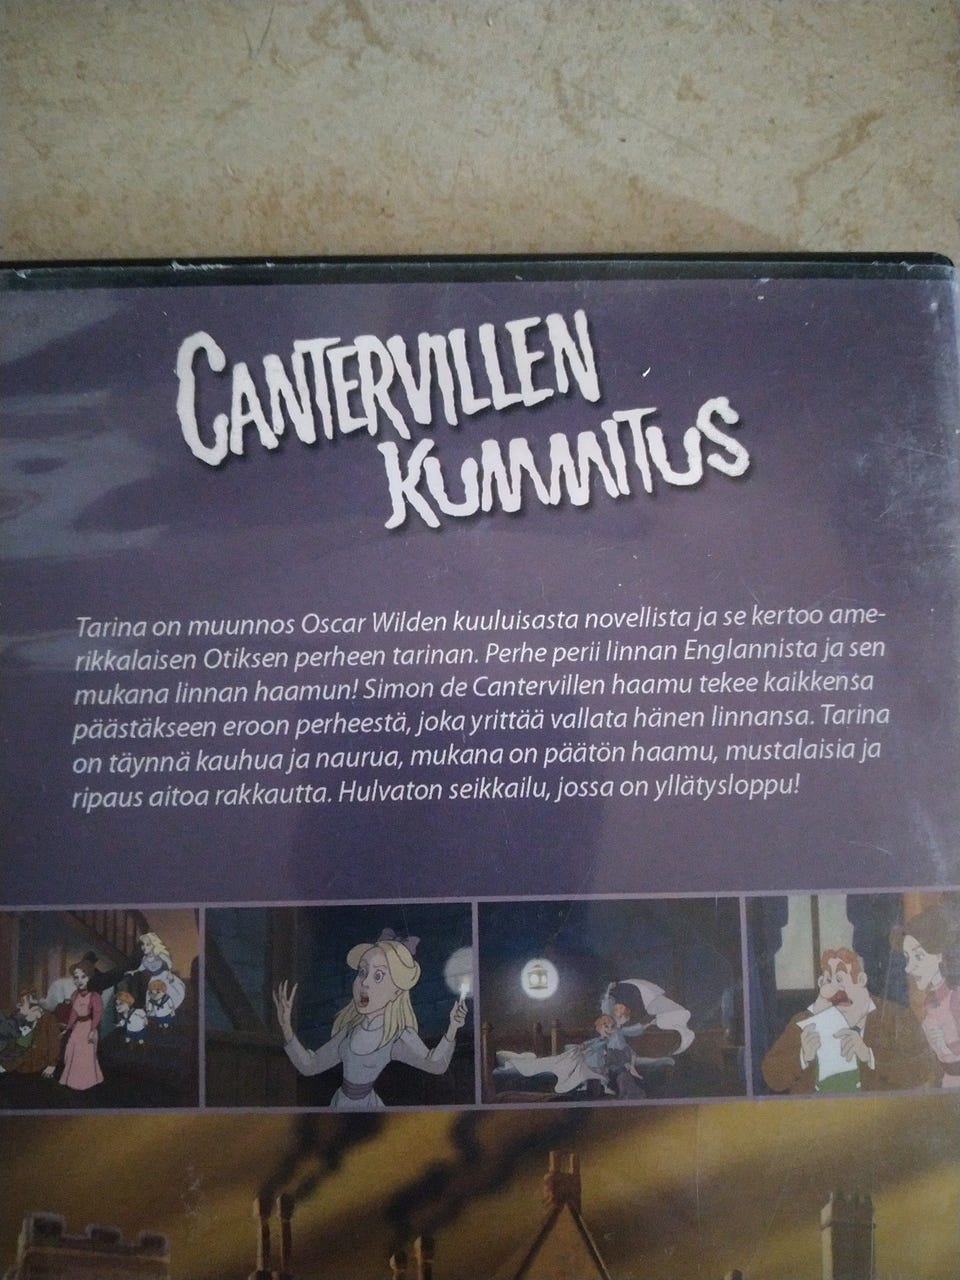 CANTERVILLEN
KUMMITUS
Tarina on muunnos Oscar Wilden kuuluisasta novellista ja se kertoo ame-
rikkalaisen Otiksen perheen tarinan. Perhe perii linnan Englannista ja sen
mukana linnan haamun! Simon de Cantervillen haamu tekee kaikkensa
päästäkseen eroon perheestä, joka yrittää vallata hänen linnansa. Tarina
on täynnä kauhua ja naurua, mukana on päätön haamu, mustalaisia ja
ripaus aitoa rakkautta. Hulvaton seikkailu, jossa on yllätysloppu!